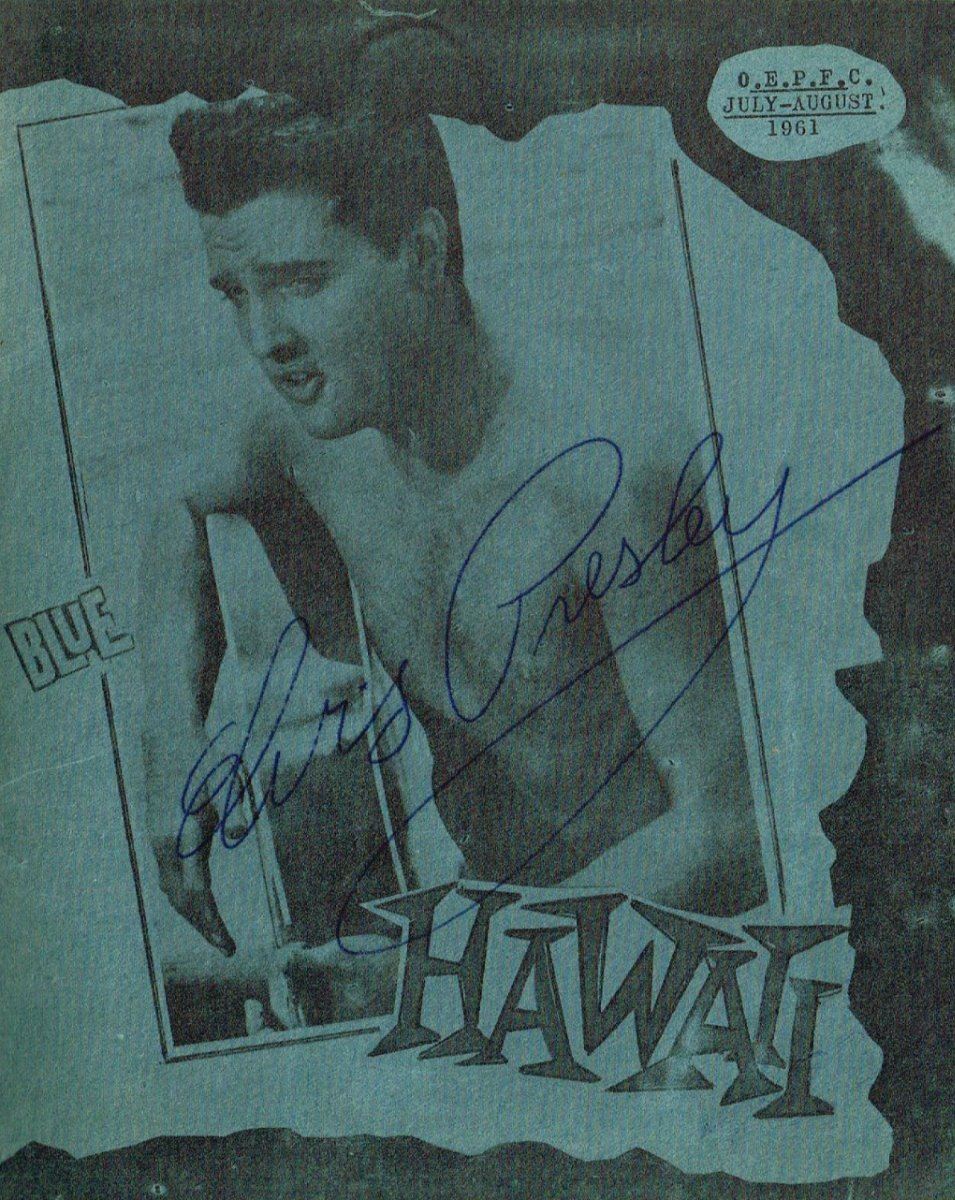 O.E.P.F.C.
JULY-AUGUST
1961
BLUE
Elvis Presley
HAWAII